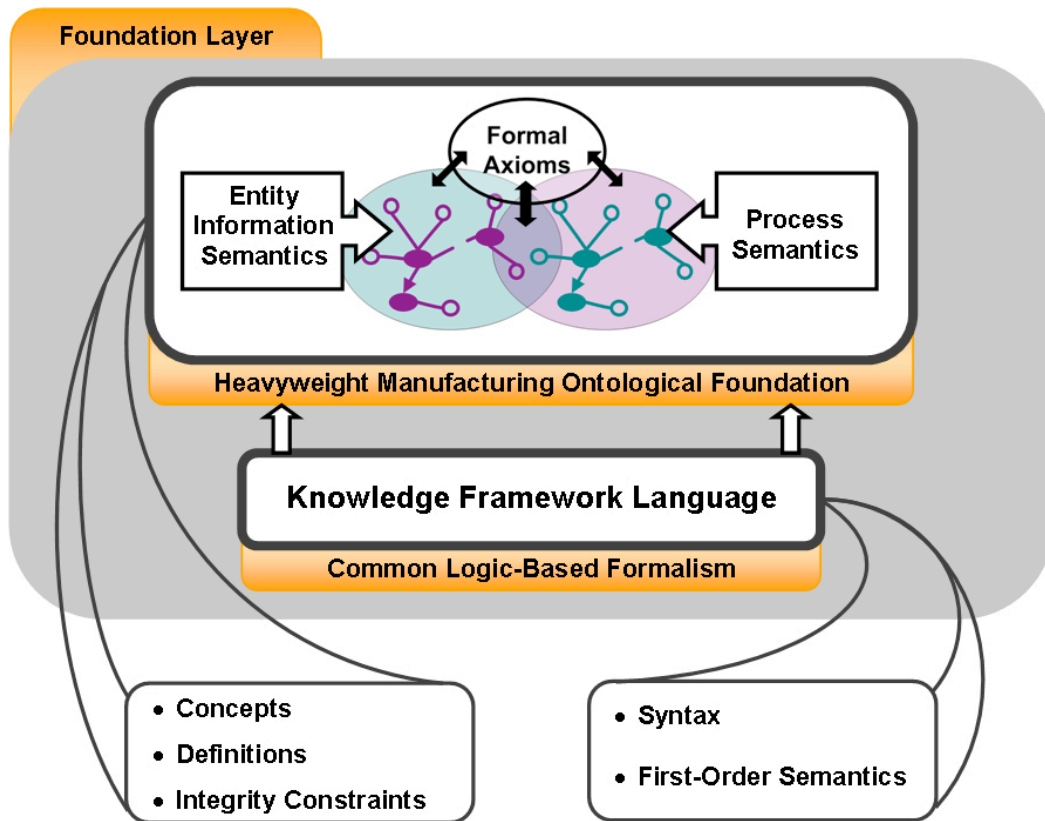 Foundation Layer
Formal
Axioms
Entity
Information
Semantics
Process
Semantics
Heavyweight Manufacturing Ontological Foundation
Knowledge Framework Language
Common Logic-Based Formalism
• Concepts
• Definitions
• Integrity Constraints
• Syntax
• First-Order Semantics